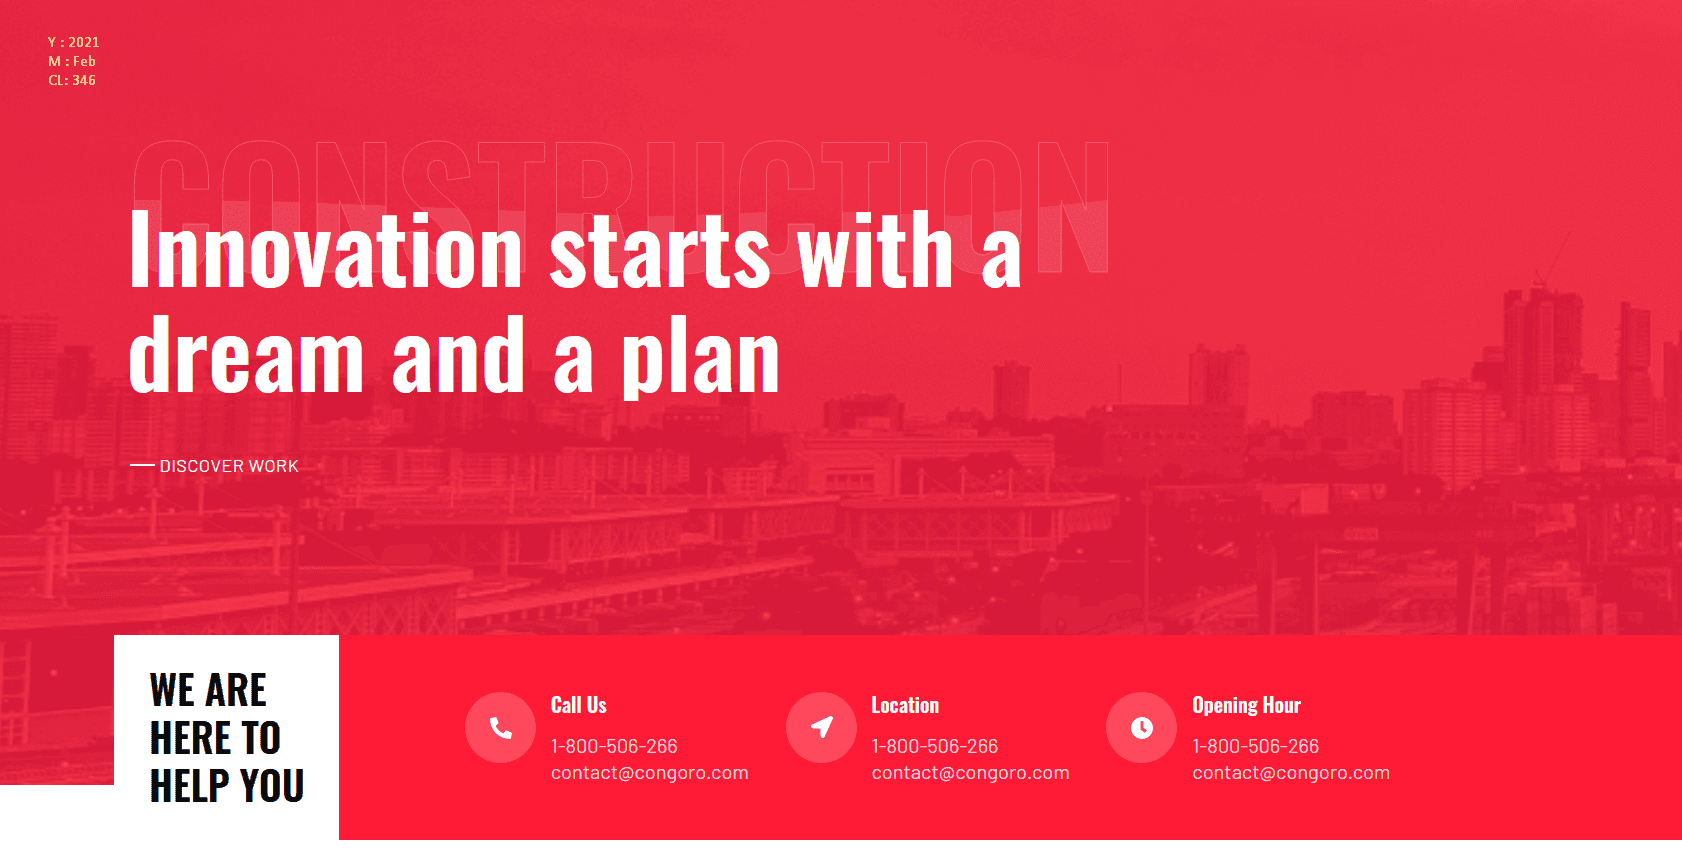 Y : 2021
M : Feb
CL: 346
CONSTRUCTION
Innovation starts with a
dream and a plan
DISCOVER WORK
WE ARE
HERE TO
HELP YOU
Call Us
1-800-506-266
contact@congoro.com
Location
1-800-506-266
contact@congoro.com
Opening Hour
1-800-506-266
contact@congoro.com